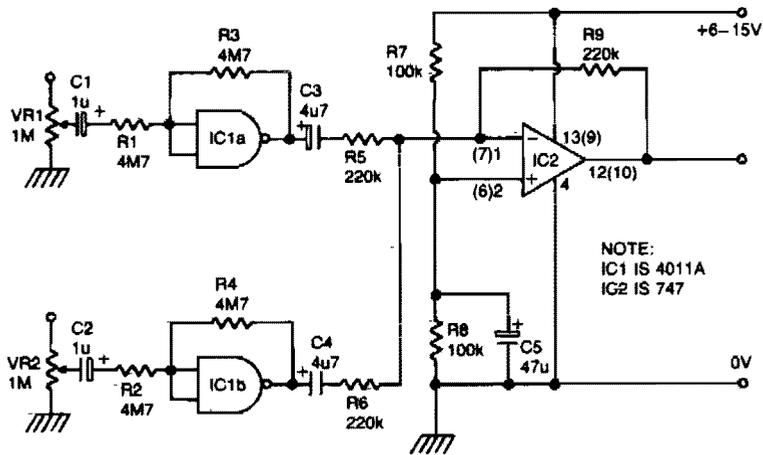 +6-15V
R3
4M7
R7
100k
R9
220k
C1
1u
+
C3
4u7
+
VR1
1M
IC1a
R1
4M7
R5
220k
(7)1
−
13(9)
IC2
(6)2
+
4
12(10)
NOTE:
IC1 IS 4011A
IC2 IS 747
R4
4M7
C2
1u
+
C4
4u7
+
R8
100k
+
C5
47u
VR2
1M
IC1b
0V
R2
4M7
R6
220k